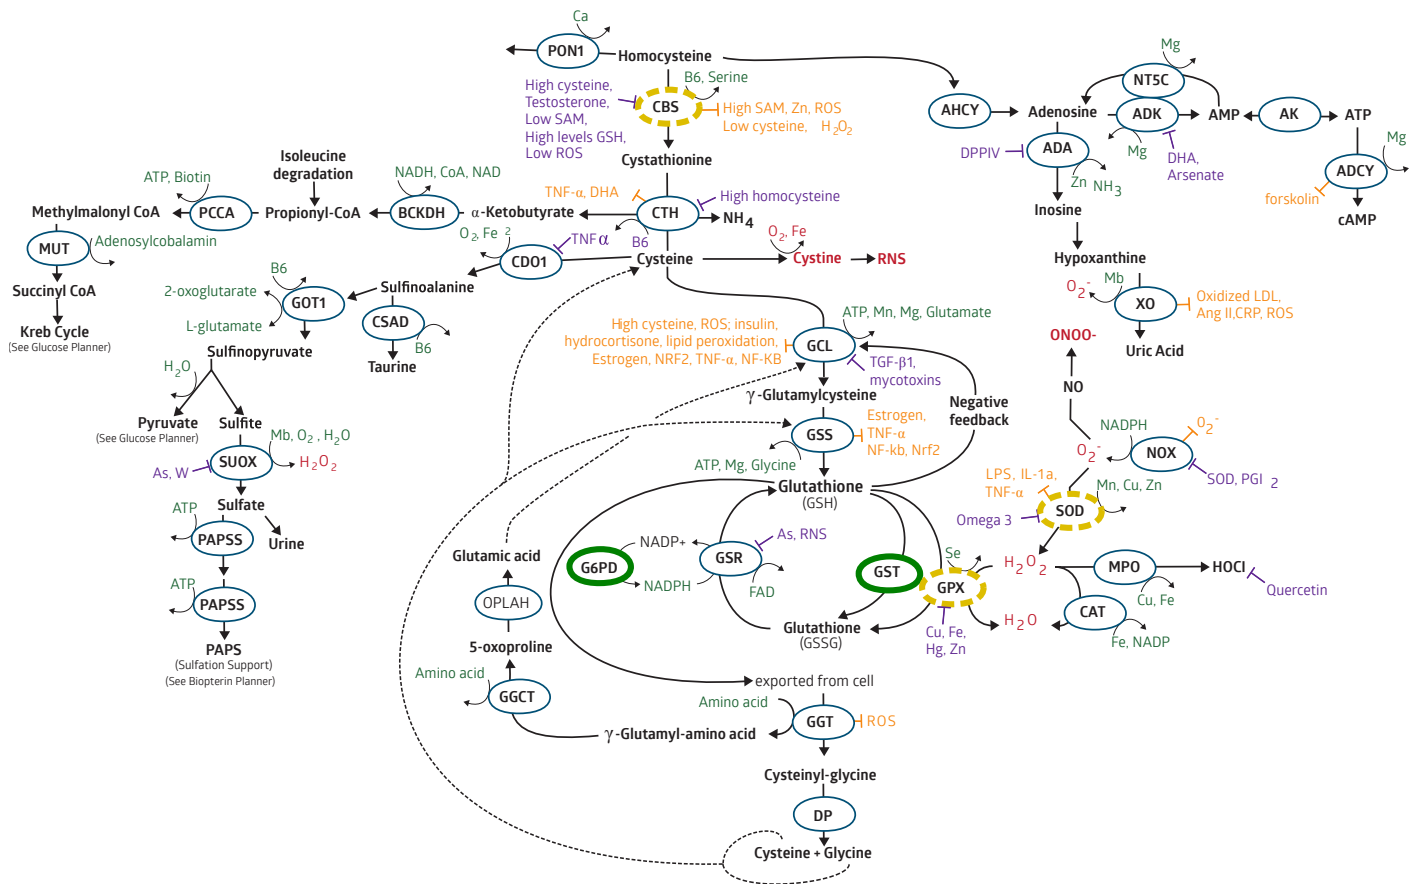 Ca
PON1
Homocysteine
B6, Serine
High cysteine,
Testosterone,
Low SAM,
High levels GSH,
Low ROS
CBS
High SAM, Zn, ROS
Low cysteine, H2O2
Cystathionine
AHCY
Adenosine
Mg
NT5C
ADK
AMP
AK
ATP
Mg
DHA,
Arsenate
DPPIV
ADA
Zn
NH3
Mg
ADCY
forskolin
cAMP
Inosine
Hypoxanthine
O2-
Mb
XO
Oxidized LDL,
Ang II,CRP, ROS
Uric Acid
Isoleucine
degradation
ATP, Biotin
NADH, CoA, NAD
Methylmalonyl CoA
PCCA
Propionyl-CoA
BCKDH
α-Ketobutyrate
TNF-α, DHA
CTH
High homocysteine
NH4
B6
MUT
Adenosylcobalamin
Succinyl CoA
Kreb Cycle
(See Glucose Planner)
O2, Fe 2
TNFα
CDO1
Cysteine
O2, Fe
Cystine
RNS
Sulfinoalanine
B6
2-oxoglutarate
GOT1
L-glutamate
CSAD
B6
Taurine
Sulfinopyruvate
H2O
Pyruvate
(See Glucose Planner)
Sulfite
Mb, O2 , H2O
SUOX
As, W
H2O2
Sulfate
Urine
ATP
PAPSS
ATP
PAPSS
PAPS
(Sulfation Support)
(See Biopterin Planner)
High cysteine, ROS; insulin,
hydrocortisone, lipid peroxidation,
Estrogen, NRF2, TNF-α, NF-KB
ATP, Mn, Mg, Glutamate
GCL
TGF-β1,
mycotoxins
γ-Glutamylcysteine
Negative
feedback
GSS
Estrogen,
TNF-α
NF-kb, Nrf2
ATP, Mg, Glycine
Glutathione
(GSH)
As, RNS
NADP+
G6PD
NADPH
GSR
FAD
GST
Se
GPX
Cu, Fe,
Hg, Zn
Glutathione
(GSSG)
ONOO-
NO
O2-
NADPH
NOX
O2-
SOD, PGI 2
LPS, IL-1a,
TNF-α
Mn, Cu, Zn
Omega 3
SOD
H2O2
MPO
HOCl
Quercetin
Cu, Fe
CAT
H2O
Fe, NADP
Glutamic acid
OPLAH
5-oxoproline
Amino acid
GGCT
γ-Glutamyl-amino acid
exported from cell
Amino acid
GGT
ROS
Cysteinyl-glycine
DP
Cysteine + Glycine